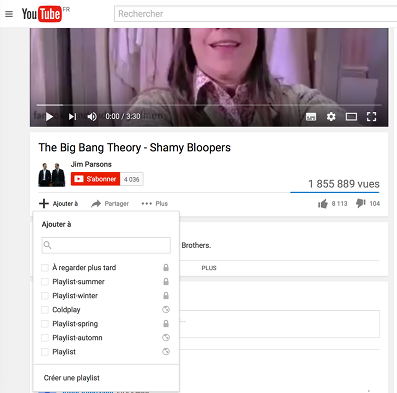 YouTube FR
Rechercher
0:00 / 3:30
The Big Bang Theory - Shamy Bloopers
Jim Parsons
S'abonner 4 036
1 855 889 vues
Ajouter à Partager Plus 8 113 104
Ajouter à
Brothers.
À regarder plus tard PLUS
Playlist-summer
Playlist-winter
Coldplay
Playlist-spring
Playlist-automn
Playlist
Créer une playlist